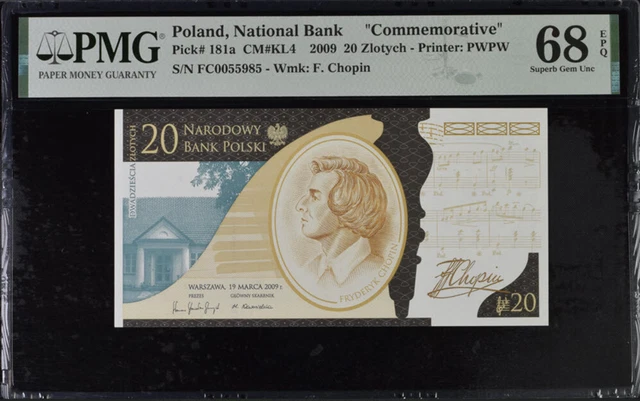 PMG
PAPER MONEY GUARANTY
Poland, National Bank "Commemorative"
Pick# 181a CM#KL4 2009 20 Zlotych - Printer: PWPW
S/N FC0055985 - Wmk: F. Chopin
68
EPQ
Superb Gem Unc
20 NARODOWY
BANK POLSKI
DWADZIEŚCIA ZŁOTYCH
WARSZAWA, 19 MARCA 2009 r.
PREZES GŁÓWNY SKARBNIK
FRYDERYK CHOPIN
FChopin
20